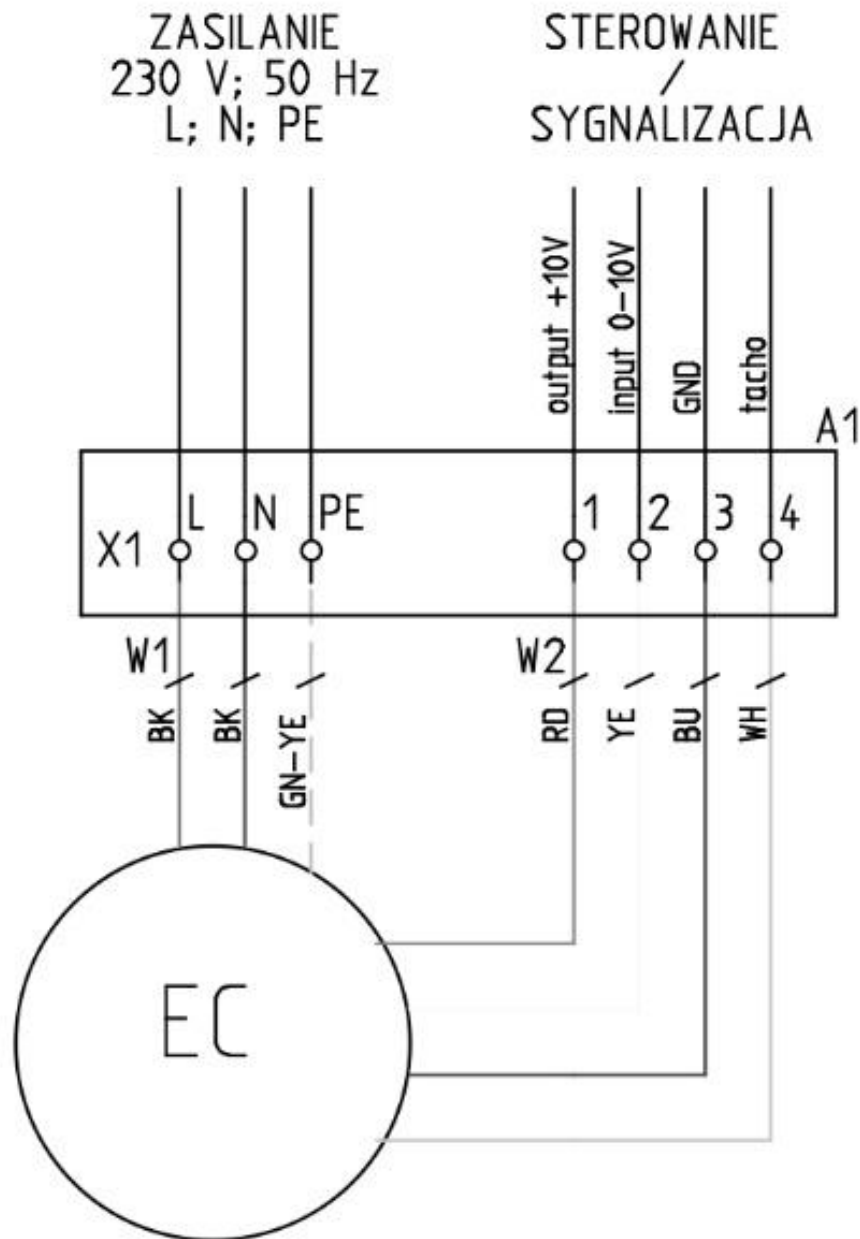 ZASILANIE
230 V; 50 Hz
L; N; PE
STEROWANIE
/
SYGNALIZACJA
output +10V
input 0-10V
GND
tacho
A1
X1
L
N
PE
1
2
3
4
W1
BK
BK
GN-YE
W2
RD
YE
BU
WH
EC